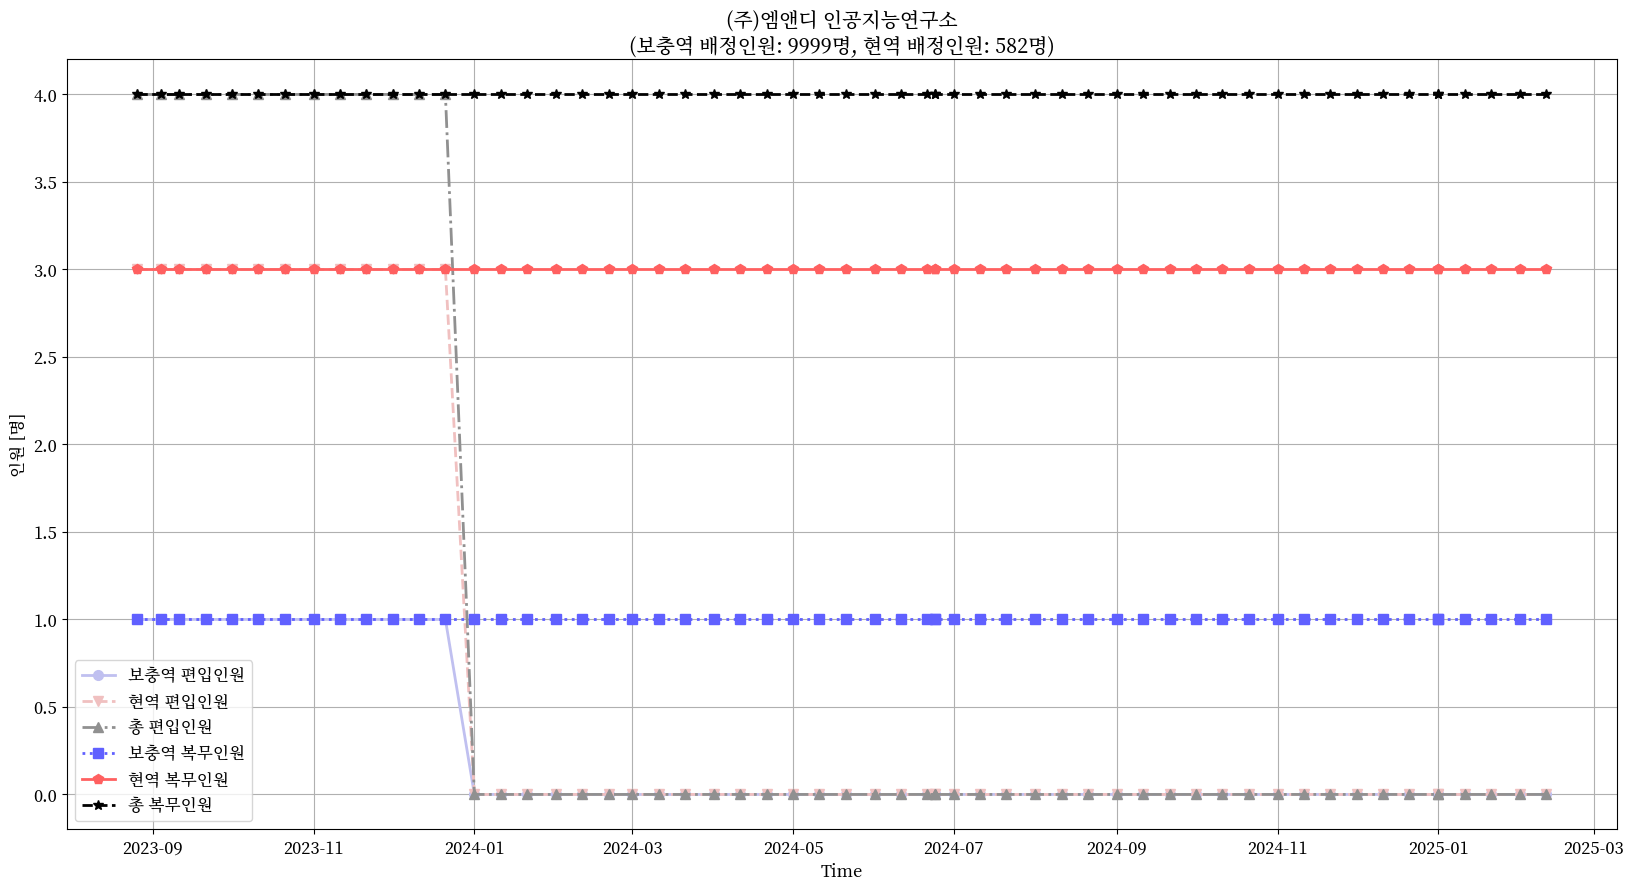 (주)엠앤디 인공지능연구소
(보충역 배정인원: 9999명, 현역 배정인원: 582명)
4.0
3.5
3.0
2.5
2.0
1.5
1.0
0.5
0.0
인원 [명]
보충역 편입인원
현역 편입인원
총 편입인원
보충역 복무인원
현역 복무인원
총 복무인원
2023-09
2023-11
2024-01
2024-03
2024-05
2024-07
2024-09
2024-11
2025-01
2025-03
Time